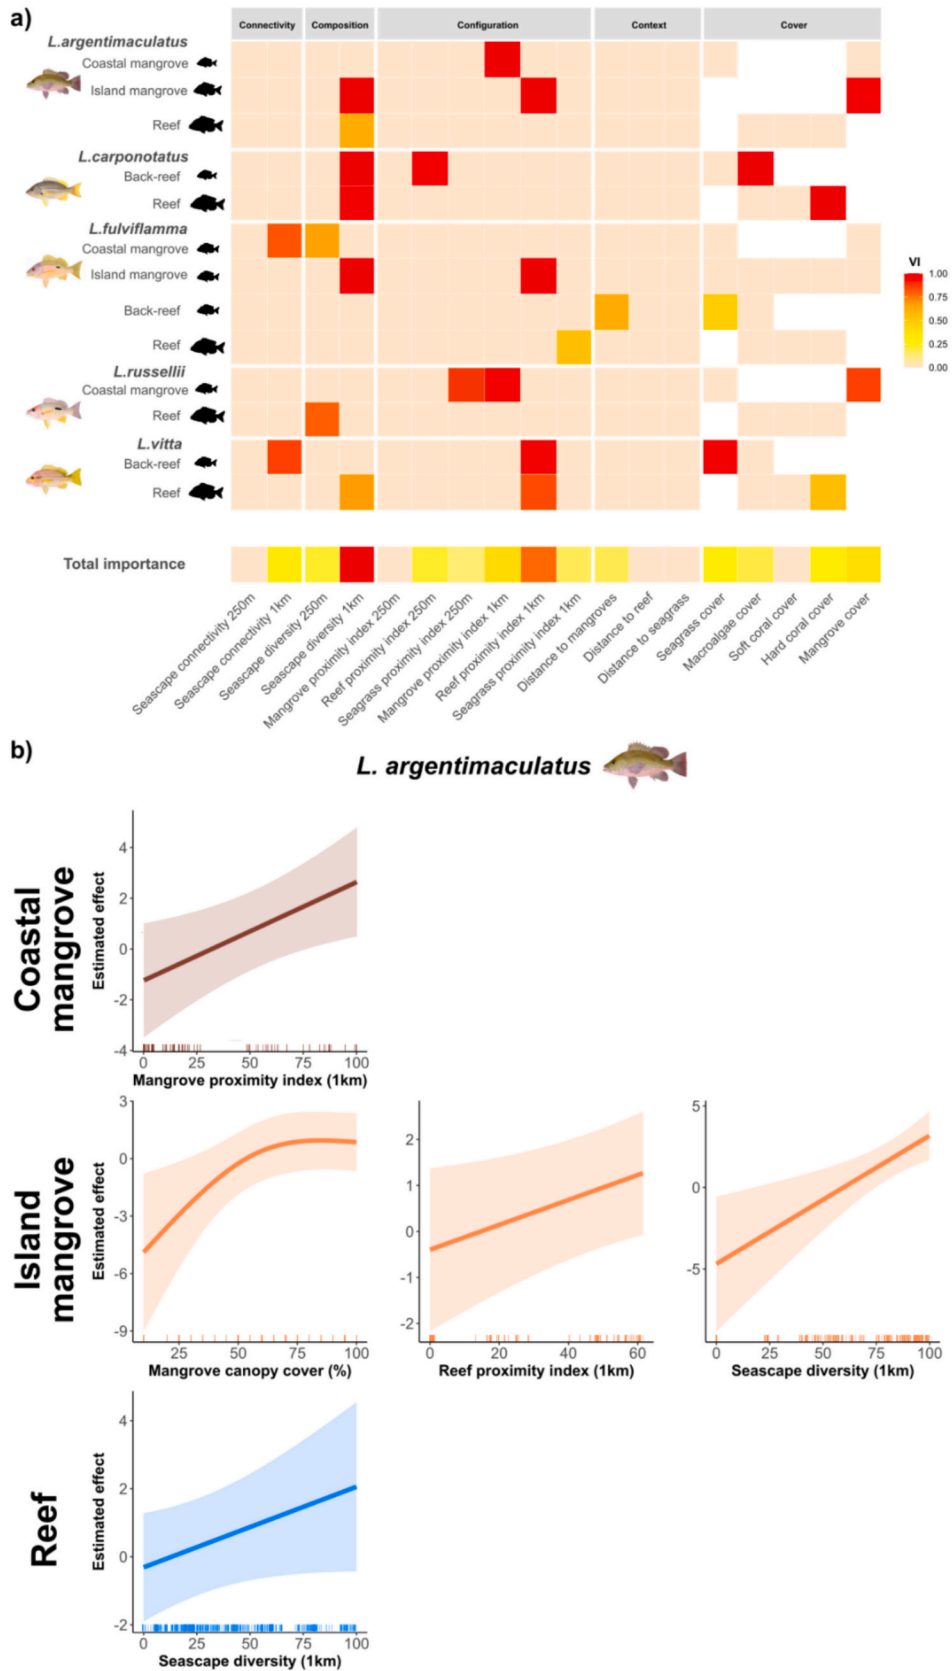 a)
Connectivity Composition Configuration Context Cover
L.argentimaculatus
Coastal mangrove
Island mangrove
Reef
L.carponotatus
Back-reef
Reef
L.fulviflamma
Coastal mangrove
Island mangrove
Back-reef
Reef
L.russellii
Coastal mangrove
Reef
L.vitta
Back-reef
Reef
VI
1.00
0.75
0.50
0.25
0.00
Total importance
Seascape connectivity 250m
Seascape connectivity 1km
Seascape diversity 250m
Seascape diversity 1km
Mangrove proximity index 250m
Reef proximity index 250m
Seagrass proximity index 250m
Mangrove proximity index 1km
Reef proximity index 1km
Seagrass proximity index 1km
Distance to mangroves
Distance to reef
Distance to seagrass
Seagrass cover
Macroalgae cover
Soft coral cover
Hard coral cover
Mangrove cover
b)
L. argentimaculatus
Coastal
mangrove
Estimated effect
4
2
0
-2
-4
0 25 50 75 100
Mangrove proximity index (1km)
Island
mangrove
Estimated effect
3
0
-3
-6
-9
25 50 75 100
Mangrove canopy cover (%)
2
1
0
-1
-2
0 20 40 60
Reef proximity index (1km)
5
0
-5
0 25 50 75 100
Seascape diversity (1km)
Reef
Estimated effect
4
2
0
-2
0 25 50 75 100
Seascape diversity (1km)